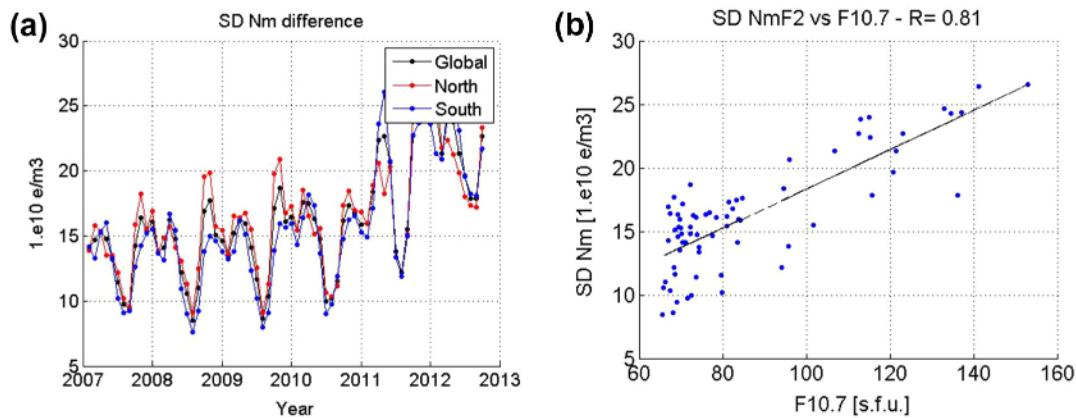 (a)
SD Nm difference
1.e10 e/m3
30
25
20
15
10
5
Global
North
South
2007 2008 2009 2010 2011 2012 2013
Year
(b)
SD NmF2 vs F10.7 - R= 0.81
SD Nm [1.e10 e/m3]
30
25
20
15
10
5
60 80 100 120 140 160
F10.7 [s.f.u.]